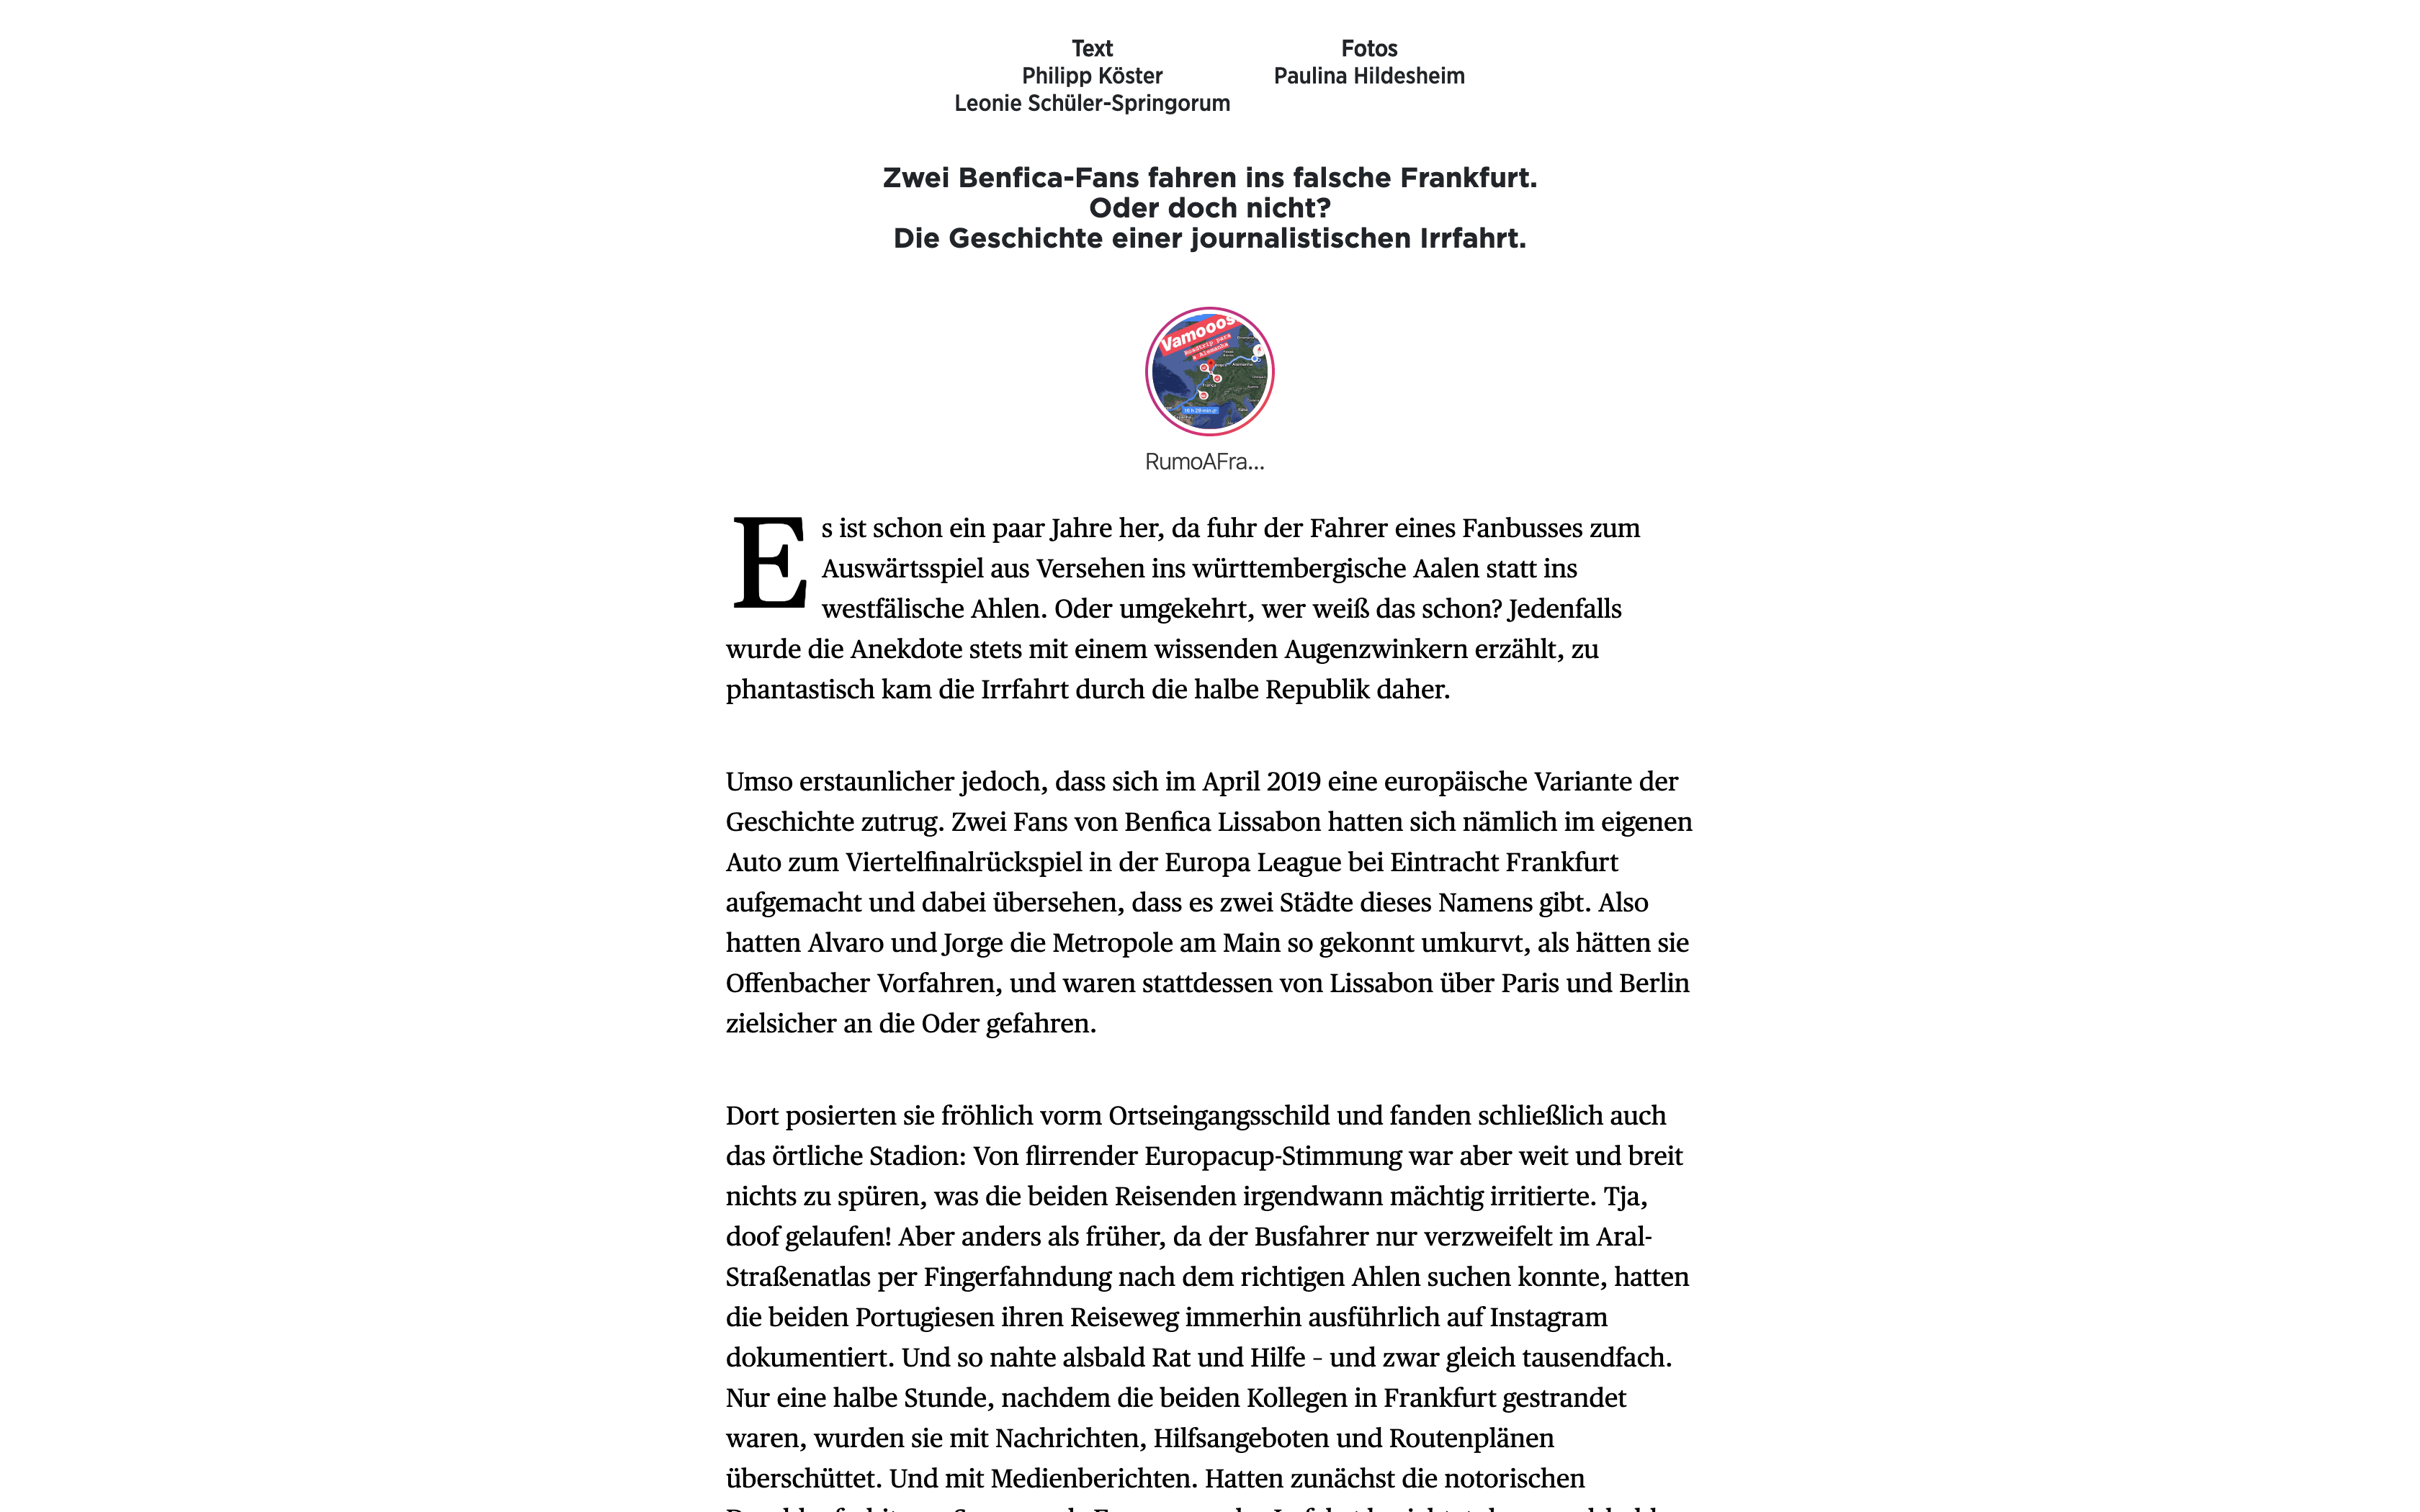 Text
Philipp Köster
Leonie Schüler-Springorum
Fotos
Paulina Hildesheim
Zwei Benfica-Fans fahren ins falsche Frankfurt.
Oder doch nicht?
Die Geschichte einer journalistischen Irrfahrt.
Vamooos
Roadtrip para
a Alemanha
RumoAFra...
Es ist schon ein paar Jahre her, da fuhr der Fahrer eines Fanbusses zum
Auswärtsspiel aus Versehen ins württembergische Aalen statt ins
westfälische Ahlen. Oder umgekehrt, wer weiß das schon? Jedenfalls
wurde die Anekdote stets mit einem wissenden Augenzwinkern erzählt, zu
phantastisch kam die Irrfahrt durch die halbe Republik daher.
Umso erstaunlicher jedoch, dass sich im April 2019 eine europäische Variante der
Geschichte zutrug. Zwei Fans von Benfica Lissabon hatten sich nämlich im eigenen
Auto zum Viertelfinalrückspiel in der Europa League bei Eintracht Frankfurt
aufgemacht und dabei übersehen, dass es zwei Städte dieses Namens gibt. Also
hatten Alvaro und Jorge die Metropole am Main so gekonnt umkurvt, als hätten sie
Offenbacher Vorfahren, und waren stattdessen von Lissabon über Paris und Berlin
zielsicher an die Oder gefahren.
Dort posierten sie fröhlich vorm Ortseingangsschild und fanden schließlich auch
das örtliche Stadion: Von flirrender Europacup-Stimmung war aber weit und breit
nichts zu spüren, was die beiden Reisenden irgendwann mächtig irritierte. Tja,
doof gelaufen! Aber anders als früher, da der Busfahrer nur verzweifelt im Aral-
Straßenatlas per Fingerfahndung nach dem richtigen Ahlen suchen konnte, hatten
die beiden Portugiesen ihren Reiseweg immerhin ausführlich auf Instagram
dokumentiert. Und so nahte alsbald Rat und Hilfe – und zwar gleich tausendfach.
Nur eine halbe Stunde, nachdem die beiden Kollegen in Frankfurt gestrandet
waren, wurden sie mit Nachrichten, Hilfsangeboten und Routenplänen
überschüttet. Und mit Medienberichten. Hatten zunächst die notorischen